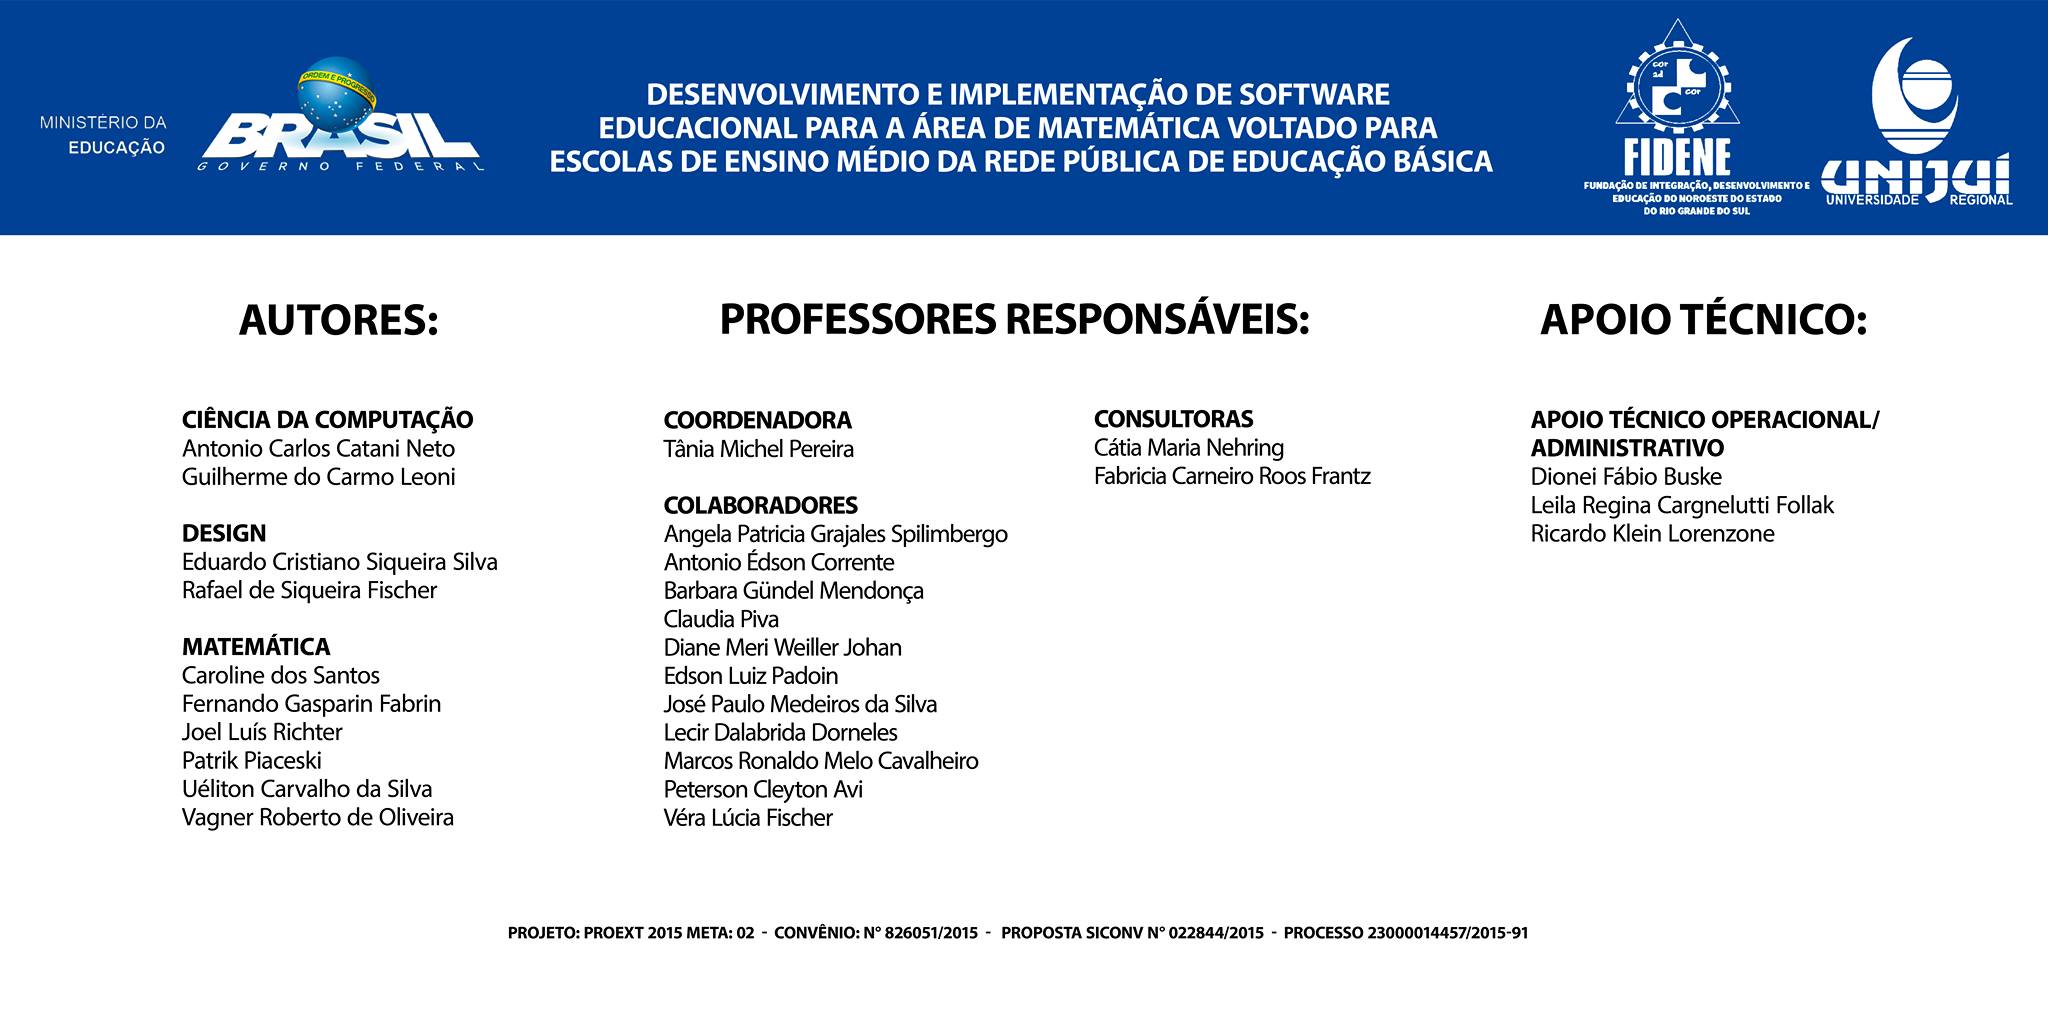 MINISTÉRIO DA
EDUCAÇÃO
ORDEM E PROGRESSO
BRASIL
GOVERNO FEDERAL
DESENVOLVIMENTO E IMPLEMENTAÇÃO DE SOFTWARE
EDUCACIONAL PARA A ÁREA DE MATEMÁTICA VOLTADO PARA
ESCOLAS DE ENSINO MÉDIO DA REDE PÚBLICA DE EDUCAÇÃO BÁSICA
cor
ad
cor
FIDENE
FUNDAÇÃO DE INTEGRAÇÃO, DESENVOLVIMENTO E
EDUCAÇÃO DO NOROESTE DO ESTADO
DO RIO GRANDE DO SUL
UNIJUÍ
UNIVERSIDADE REGIONAL
AUTORES:
CIÊNCIA DA COMPUTAÇÃO
Antonio Carlos Catani Neto
Guilherme do Carmo Leoni
DESIGN
Eduardo Cristiano Siqueira Silva
Rafael de Siqueira Fischer
MATEMÁTICA
Caroline dos Santos
Fernando Gasparin Fabrin
Joel Luís Richter
Patrik Piaceski
Uéliton Carvalho da Silva
Vagner Roberto de Oliveira
PROFESSORES RESPONSÁVEIS:
COORDENADORA
Tânia Michel Pereira
COLABORADORES
Angela Patricia Grajales Spilimbergo
Antonio Édson Corrente
Barbara Gündel Mendonça
Claudia Piva
Diane Meri Weiller Johan
Edson Luiz Padoin
José Paulo Medeiros da Silva
Lecir Dalabrida Dorneles
Marcos Ronaldo Melo Cavalheiro
Peterson Cleyton Avi
Véra Lúcia Fischer
CONSULTORAS
Cátia Maria Nehring
Fabricia Carneiro Roos Frantz
APOIO TÉCNICO:
APOIO TÉCNICO OPERACIONAL/
ADMINISTRATIVO
Dionei Fábio Buske
Leila Regina Cargnelutti Follak
Ricardo Klein Lorenzone
PROJETO: PROEXT 2015 META: 02 - CONVÊNIO: N° 826051/2015 - PROPOSTA SICONV N° 022844/2015 - PROCESSO 23000014457/2015-91